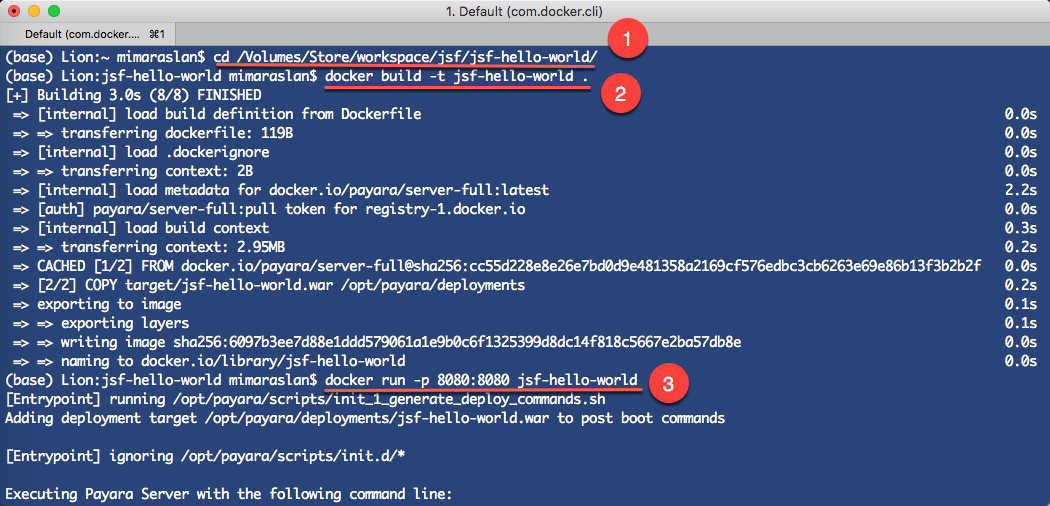 1. Default (com.docker.cli)
Default (com.docker.... ⌘1
(base) Lion:~ mimaraslan$ cd /Volumes/Store/workspace/jsf/jsf-hello-world/
1
(base) Lion:jsf-hello-world mimaraslan$ docker build -t jsf-hello-world .
2
[+] Building 3.0s (8/8) FINISHED
=> [internal] load build definition from Dockerfile 0.0s
=> => transferring dockerfile: 119B 0.0s
=> [internal] load .dockerignore 0.0s
=> => transferring context: 2B 0.0s
=> [internal] load metadata for docker.io/payara/server-full:latest 2.2s
=> [auth] payara/server-full:pull token for registry-1.docker.io 0.0s
=> [internal] load build context 0.3s
=> => transferring context: 2.95MB 0.2s
=> CACHED [1/2] FROM docker.io/payara/server-full@sha256:cc55d228e8e26e7bd0d9e481358a2169cf576edbc3cb6263e69e86b13f3b2b2f 0.0s
=> [2/2] COPY target/jsf-hello-world.war /opt/payara/deployments 0.2s
=> exporting to image 0.1s
=> => exporting layers 0.1s
=> => writing image sha256:6097b3ee7d88e1ddd579061a1e9b0c6f1325399d8dc14f818c5667e2ba57db8e 0.0s
=> => naming to docker.io/library/jsf-hello-world 0.0s
(base) Lion:jsf-hello-world mimaraslan$ docker run -p 8080:8080 jsf-hello-world
3
[Entrypoint] running /opt/payara/scripts/init_1_generate_deploy_commands.sh
Adding deployment target /opt/payara/deployments/jsf-hello-world.war to post boot commands
[Entrypoint] ignoring /opt/payara/scripts/init.d/*
Executing Payara Server with the following command line: